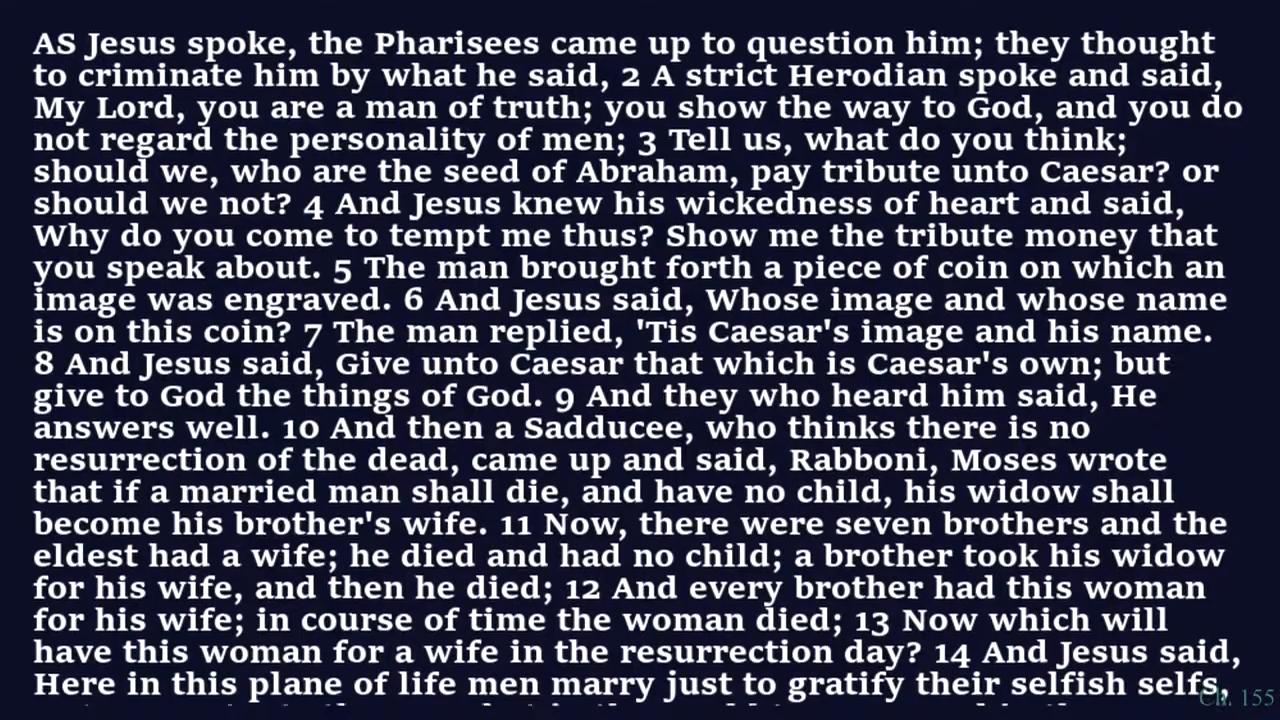 AS Jesus spoke, the Pharisees came up to question him; they thought
to criminate him by what he said, 2 A strict Herodian spoke and said,
My Lord, you are a man of truth; you show the way to God, and you do
not regard the personality of men; 3 Tell us, what do you think;
should we, who are the seed of Abraham, pay tribute unto Caesar? or
should we not? 4 And Jesus knew his wickedness of heart and said,
Why do you come to tempt me thus? Show me the tribute money that
you speak about. 5 The man brought forth a piece of coin on which an
image was engraved. 6 And Jesus said, Whose image and whose name
is on this coin? 7 The man replied, 'Tis Caesar's image and his name.
8 And Jesus said, Give unto Caesar that which is Caesar's own; but
give to God the things of God. 9 And they who heard him said, He
answers well. 10 And then a Sadducee, who thinks there is no
resurrection of the dead, came up and said, Rabboni, Moses wrote
that if a married man shall die, and have no child, his widow shall
become his brother's wife. 11 Now, there were seven brothers and the
eldest had a wife; he died and had no child; a brother took his widow
for his wife, and then he died; 12 And every brother had this woman
for his wife; in course of time the woman died; 13 Now which will
have this woman for a wife in the resurrection day? 14 And Jesus said,
Here in this plane of life men marry just to gratify their selfish selfs,
Ch. 155